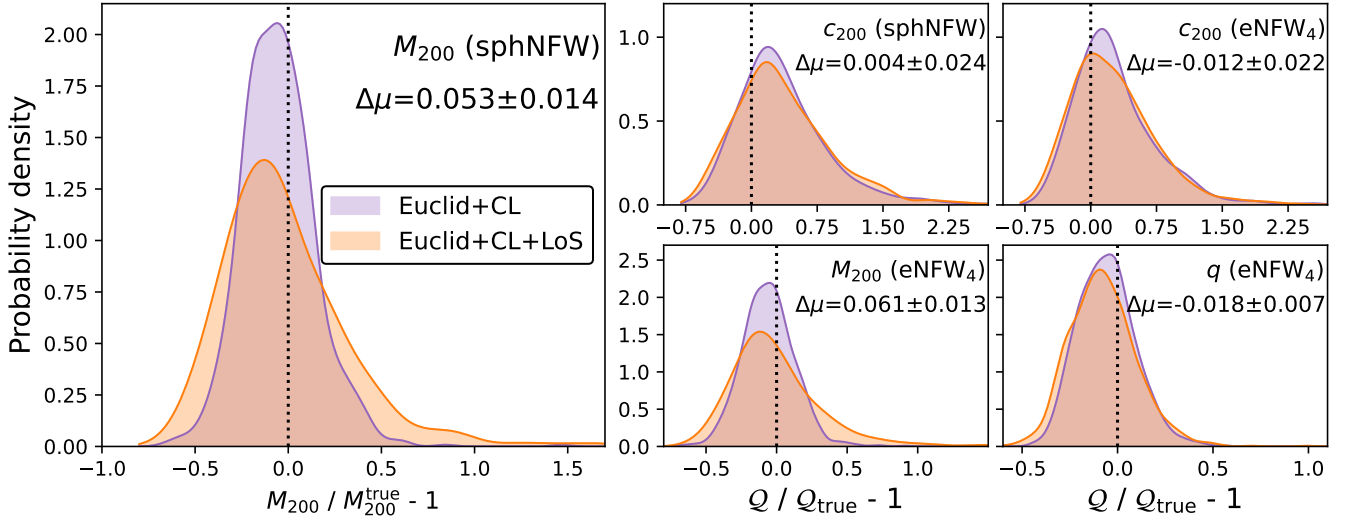 Probability density
2.00
1.75
1.50
1.25
1.00
0.75
0.50
0.25
0.00
M200 (sphNFW)
Δμ=0.053±0.014
Euclid+CL
Euclid+CL+LoS
−1.0 −0.5 0.0 0.5 1.0 1.5
M200 / M200^true - 1
1.0
0.5
0.0
c200 (sphNFW)
Δμ=0.004±0.024
−0.75 0.00 0.75 1.50 2.25
c200 (eNFW4)
Δμ=-0.012±0.022
−0.75 0.00 0.75 1.50 2.25
2.5
2.0
1.5
1.0
0.5
0.0
M200 (eNFW4)
Δμ=0.061±0.013
−0.5 0.0 0.5 1.0
Q / Qtrue - 1
q (eNFW4)
Δμ=-0.018±0.007
−0.5 0.0 0.5 1.0
Q / Qtrue - 1